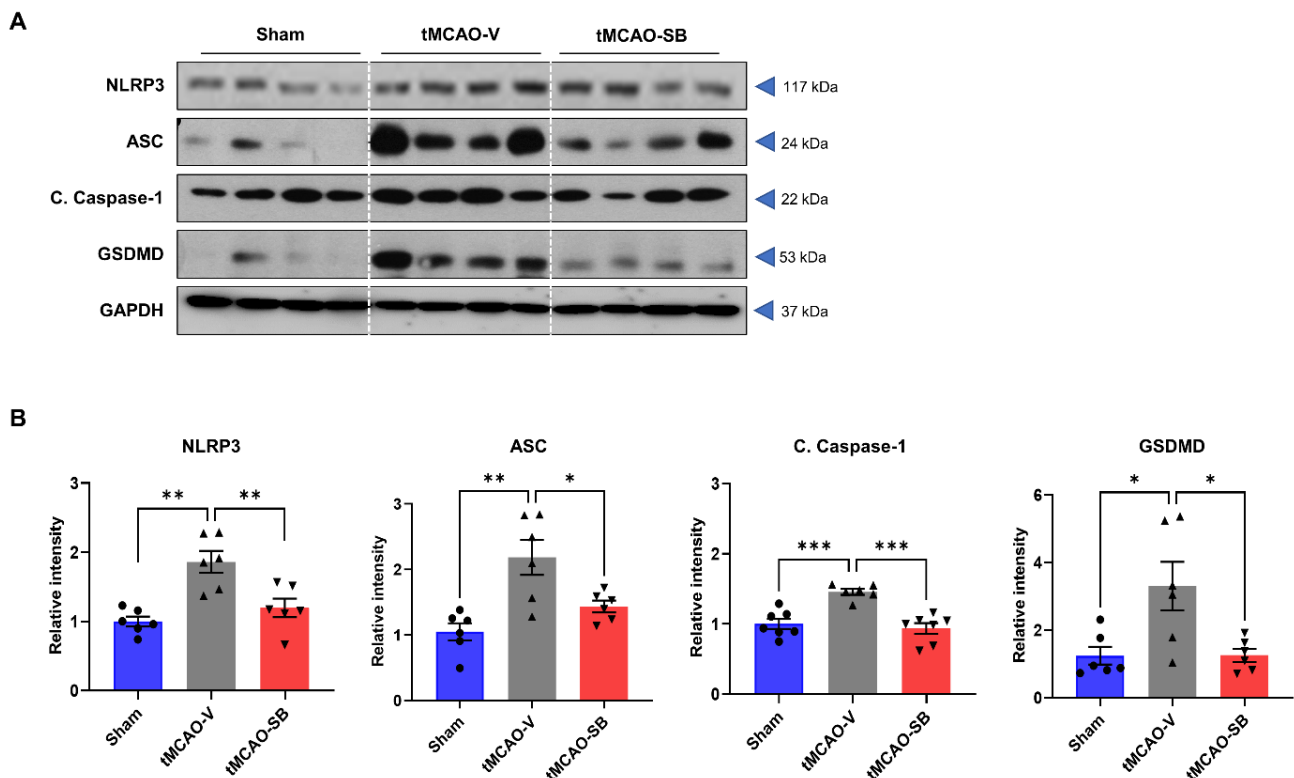 A
Sham tMCAO-V tMCAO-SB
NLRP3 117 kDa
ASC 24 kDa
C. Caspase-1 22 kDa
GSDMD 53 kDa
GAPDH 37 kDa
B
NLRP3 ASC C. Caspase-1 GSDMD
Relative intensity
3
2
1
0
** **
Sham
tMCAO-V
tMCAO-SB
Relative intensity
3
2
1
0
** *
Sham
tMCAO-V
tMCAO-SB
Relative intensity
3
2
1
0
*** ***
Sham
tMCAO-V
tMCAO-SB
Relative intensity
6
4
2
0
* *
Sham
tMCAO-V
tMCAO-SB